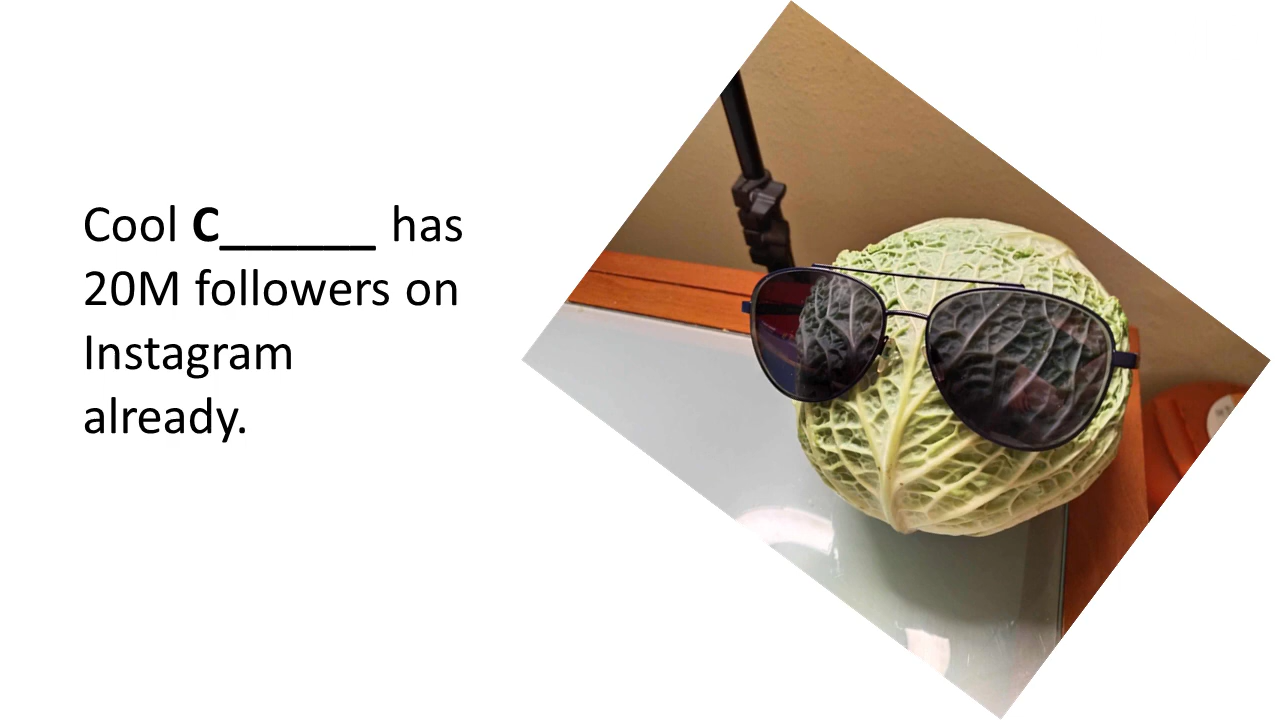 Cool C______ has
20M followers on
Instagram
already.